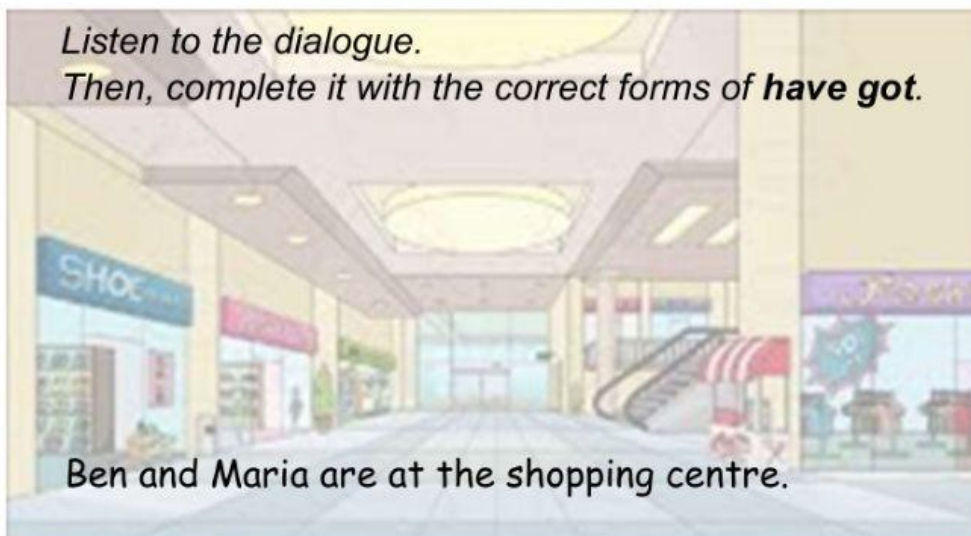 Listen to the dialogue.
Then, complete it with the correct forms of have got.
SHOE
Ben and Maria are at the shopping centre.